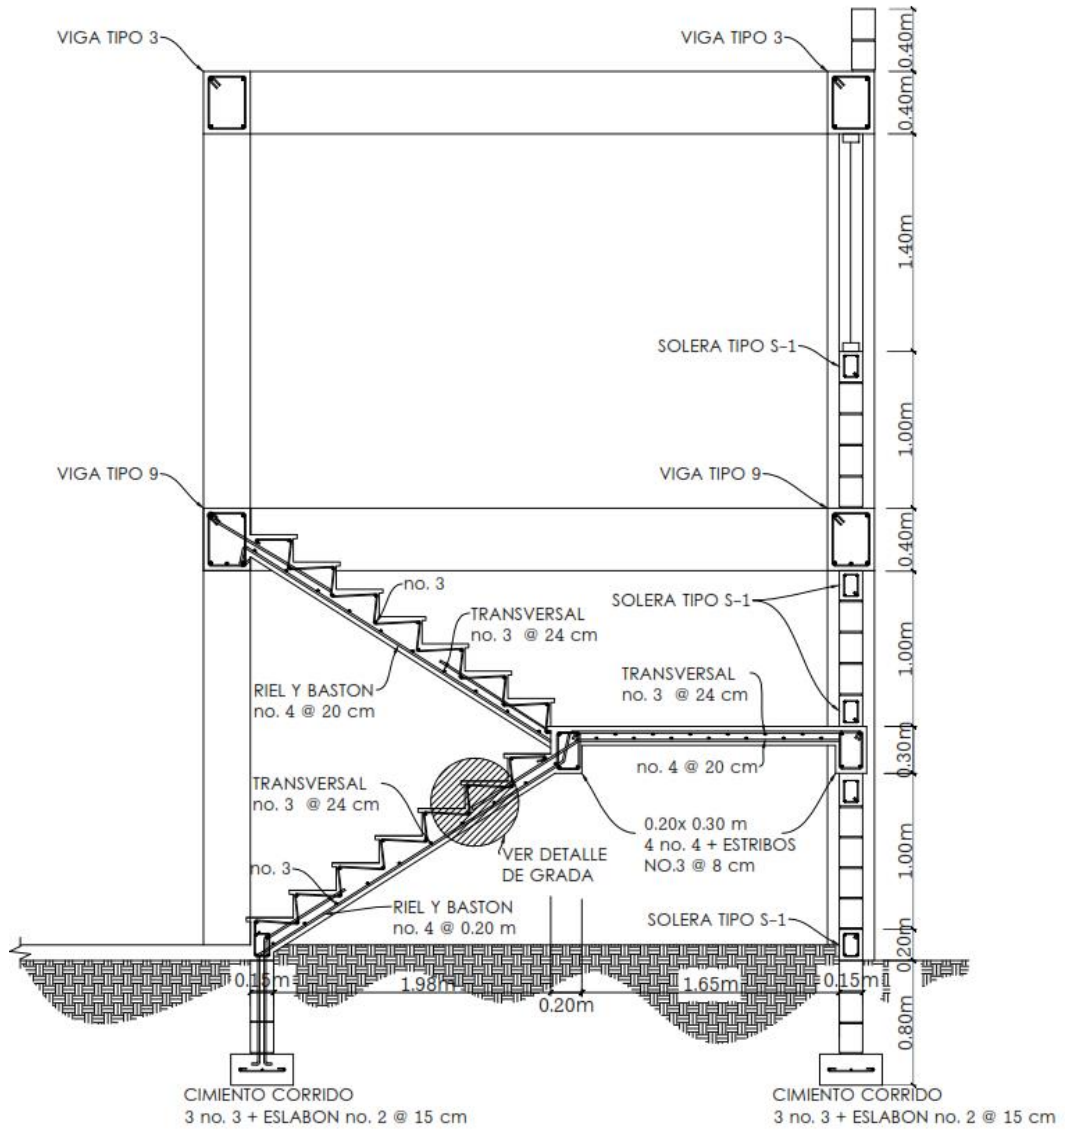 VIGA TIPO 3
VIGA TIPO 3
0.40m
0.40m
1.40m
SOLERA TIPO S-1
1.00m
VIGA TIPO 9
VIGA TIPO 9
0.40m
no. 3
SOLERA TIPO S-1
TRANSVERSAL
no. 3 @ 24 cm
1.00m
TRANSVERSAL
no. 3 @ 24 cm
RIEL Y BASTON
no. 4 @ 20 cm
0.30m
no. 4 @ 20 cm
TRANSVERSAL
no. 3 @ 24 cm
0.20x 0.30 m
4 no. 4 + ESTRIBOS
NO.3 @ 8 cm
VER DETALLE
DE GRADA
1.00m
no. 3
RIEL Y BASTON
no. 4 @ 0.20 m
SOLERA TIPO S-1
0.20m
0.15m
1.98m
0.20m
1.65m
0.15m
0.80m
CIMIENTO CORRIDO
3 no. 3 + ESLABON no. 2 @ 15 cm
CIMIENTO CORRIDO
3 no. 3 + ESLABON no. 2 @ 15 cm